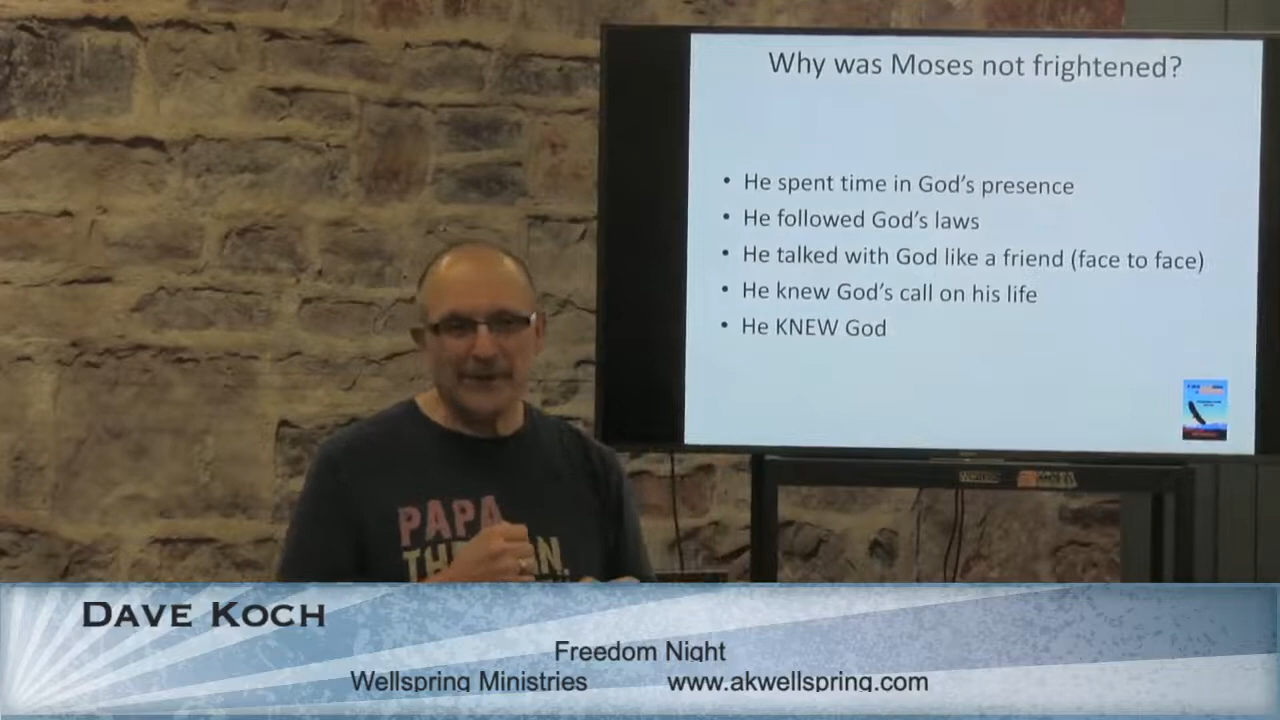 Why was Moses not frightened?
• He spent time in God's presence
• He followed God's laws
• He talked with God like a friend (face to face)
• He knew God's call on his life
• He KNEW God
PAPA
DAVE KOCH
Freedom Night
Wellspring Ministries www.akwellspring.com